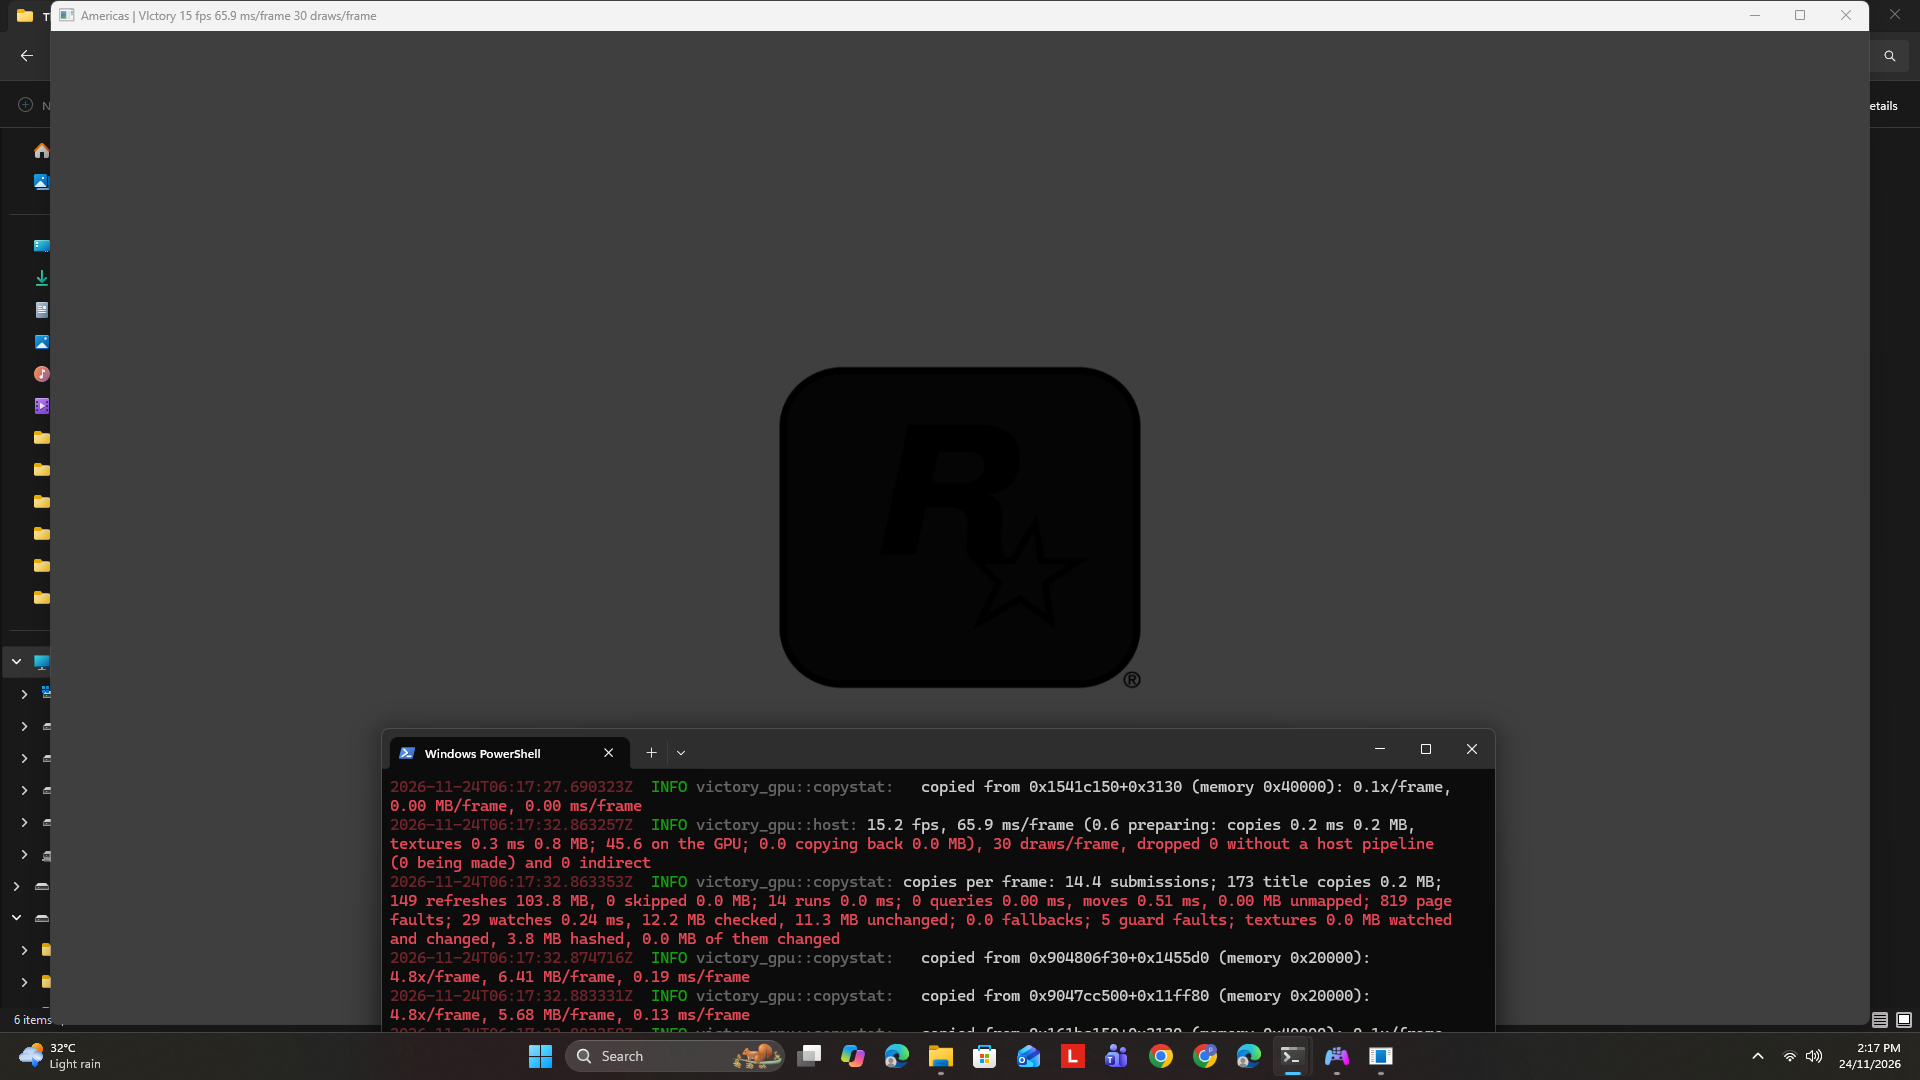 Americas | VIctory 15 fps 65.9 ms/frame 30 draws/frame
etails
R
®
Windows PowerShell
2026-11-24T06:17:27.690323Z  INFO victory_gpu::copystat:   copied from 0x1541c150+0x3130 (memory 0x40000): 0.1x/frame,
0.00 MB/frame, 0.00 ms/frame
2026-11-24T06:17:32.863257Z  INFO victory_gpu::host: 15.2 fps, 65.9 ms/frame (0.6 preparing: copies 0.2 ms 0.2 MB,
textures 0.3 ms 0.8 MB; 45.6 on the GPU; 0.0 copying back 0.0 MB), 30 draws/frame, dropped 0 without a host pipeline
(0 being made) and 0 indirect
2026-11-24T06:17:32.863353Z  INFO victory_gpu::copystat: copies per frame: 14.4 submissions; 173 title copies 0.2 MB;
149 refreshes 103.8 MB, 0 skipped 0.0 MB; 14 runs 0.0 ms; 0 queries 0.00 ms, moves 0.51 ms, 0.00 MB unmapped; 819 page
faults; 29 watches 0.24 ms, 12.2 MB checked, 11.3 MB unchanged; 0.0 fallbacks; 5 guard faults; textures 0.0 MB watched
and changed, 3.8 MB hashed, 0.0 MB of them changed
2026-11-24T06:17:32.874716Z  INFO victory_gpu::copystat:   copied from 0x904806f30+0x1455d0 (memory 0x20000):
4.8x/frame, 6.41 MB/frame, 0.19 ms/frame
2026-11-24T06:17:32.883331Z  INFO victory_gpu::copystat:   copied from 0x9047cc500+0x11ff80 (memory 0x20000):
4.8x/frame, 5.68 MB/frame, 0.13 ms/frame
6 items
32°C
Light rain
Search
L
2:17 PM
24/11/2026